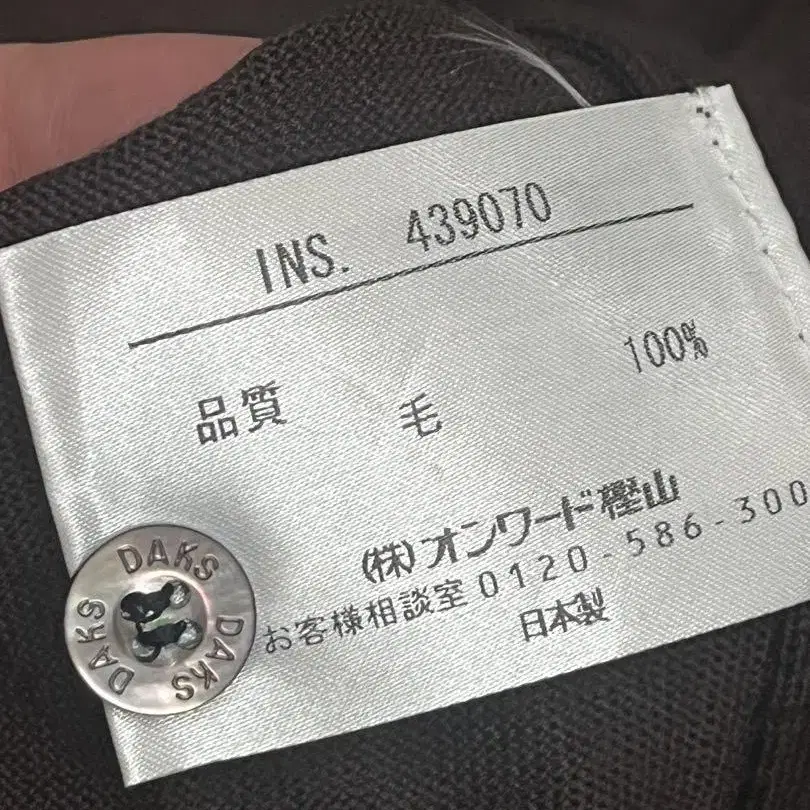 INS. 439070
品質 毛 100%
(株)オンワード樫山
お客様相談室 0120-586-300
日本製
DAKS DAKS DAKS DAKS